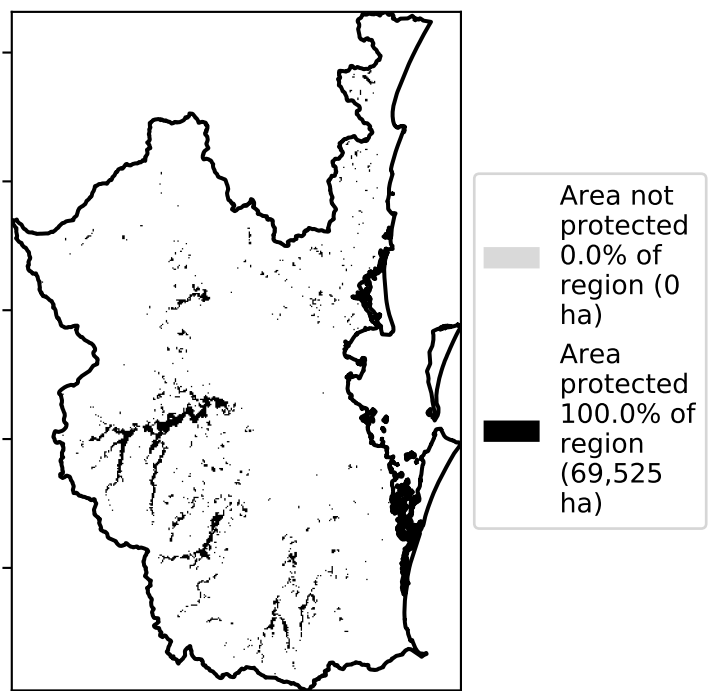 Area not
protected
0.0% of
region (0
ha)
Area
protected
100.0% of
region
(69,525
ha)